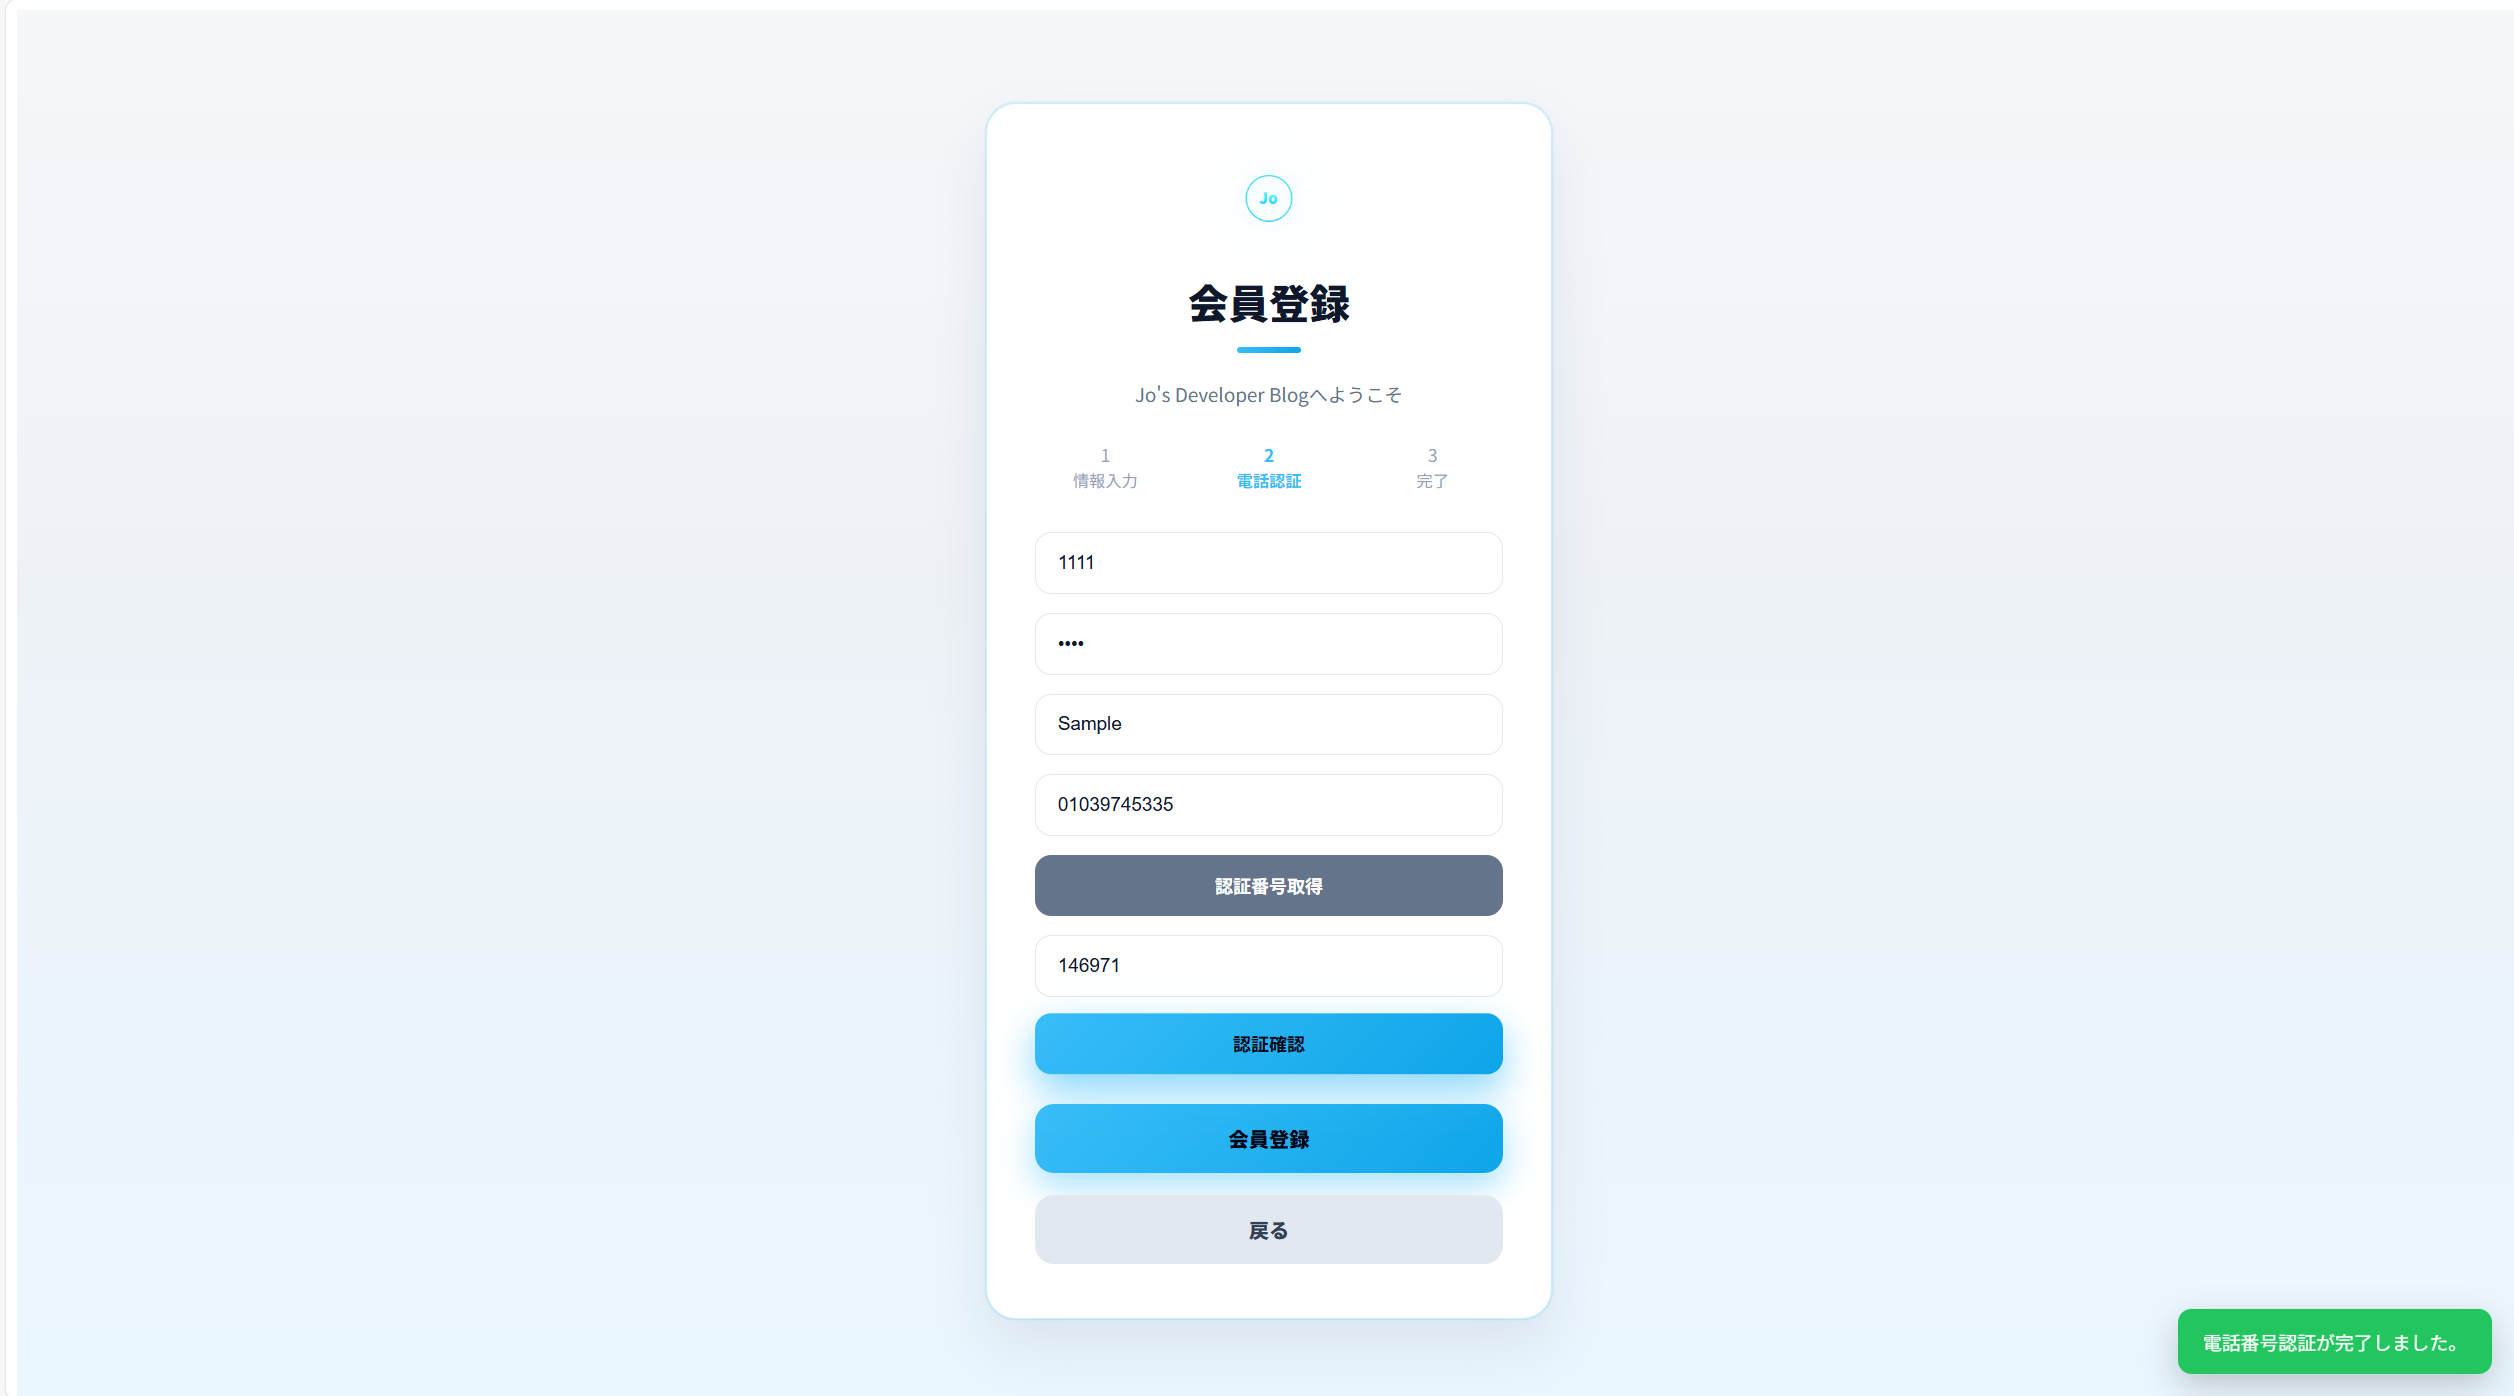 Jo
会員登録
Jo's Developer Blogへようこそ
1
情報入力
2
電話認証
3
完了
1111
••••
Sample
01039745335
認証番号取得
146971
認証確認
会員登録
戻る
電話番号認証が完了しました。